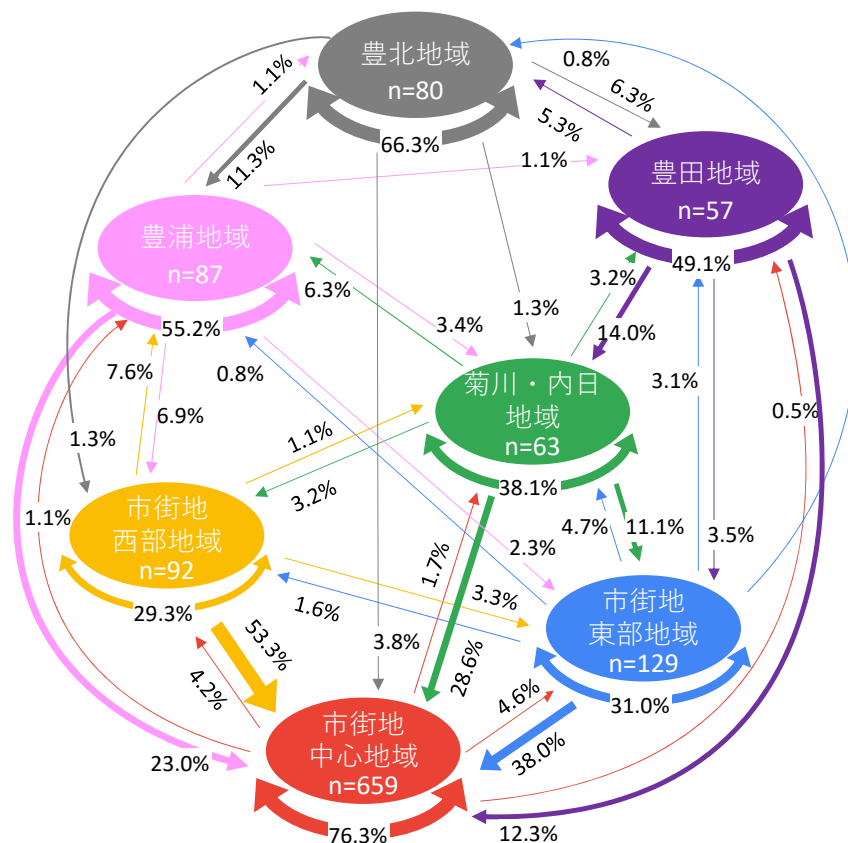 豊北地域
n=80
66.3%
1.1%
11.3%
0.8%
6.3%
5.3%
豊田地域
n=57
49.1%
1.1%
豊浦地域
n=87
55.2%
6.3%
3.4%
1.3%
3.2%
14.0%
7.6%
6.9%
0.8%
3.1%
0.5%
菊川・内日
地域
n=63
38.1%
1.3%
1.1%
3.2%
市街地
西部地域
n=92
29.3%
1.1%
1.7%
2.3%
4.7%
11.1%
3.5%
53.3%
4.2%
3.3%
1.6%
3.8%
28.6%
市街地
東部地域
n=129
31.0%
4.6%
38.0%
市街地
中心地域
n=659
76.3%
23.0%
12.3%